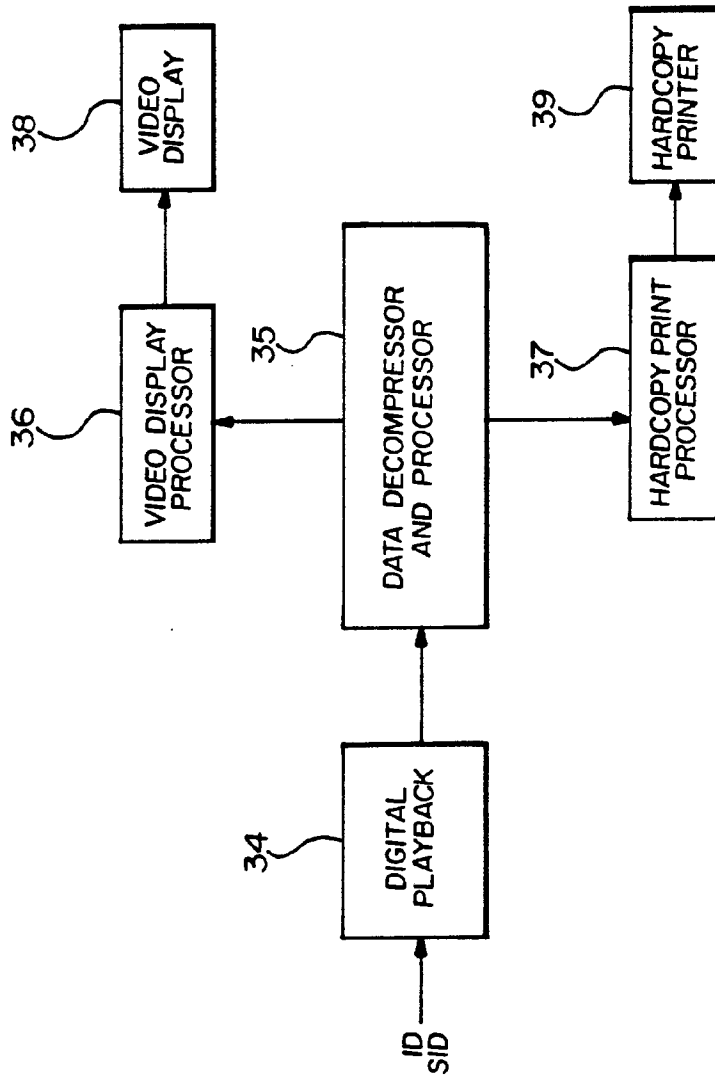 ID
SID
34
DIGITAL
PLAYBACK
35
DATA DECOMPRESSOR
AND PROCESSOR
36
VIDEO DISPLAY
PROCESSOR
38
VIDEO
DISPLAY
37
HARDCOPY PRINT
PROCESSOR
39
HARDCOPY
PRINTER